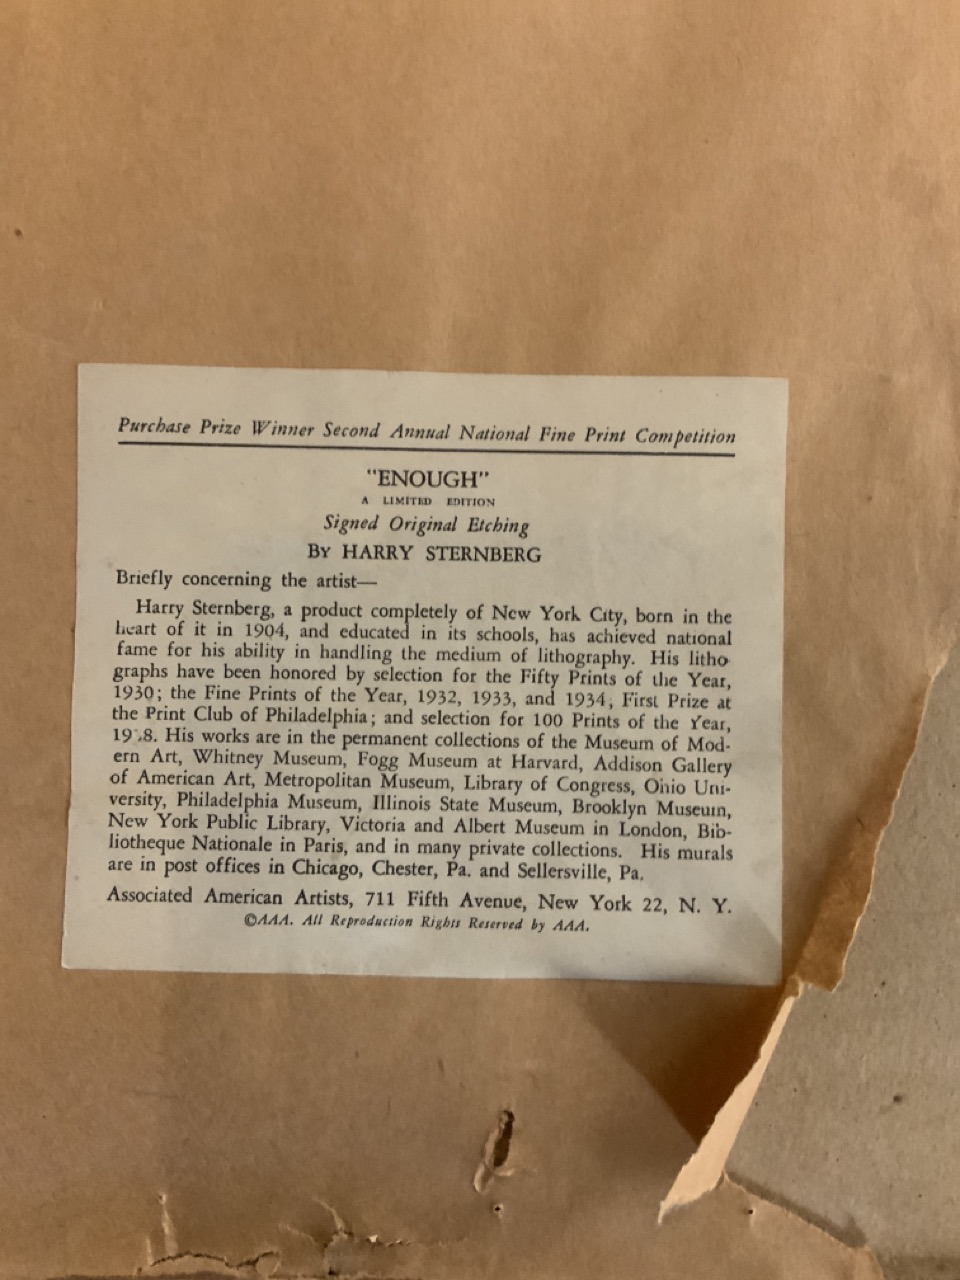 Purchase Prize Winner Second Annual National Fine Print Competition
"ENOUGH"
A LIMITED EDITION
Signed Original Etching
By HARRY STERNBERG
Briefly concerning the artist—
Harry Sternberg, a product completely of New York City, born in the
heart of it in 1904, and educated in its schools, has achieved national
fame for his ability in handling the medium of lithography. His litho
graphs have been honored by selection for the Fifty Prints of the Year,
1930; the Fine Prints of the Year, 1932, 1933, and 1934; First Prize at
the Print Club of Philadelphia; and selection for 100 Prints of the Year,
His works are in the permanent collections of the Museum of Mod-
ern Art, Whitney Museum, Fogg Museum at Harvard, Addison Gallery
of American Art, Metropolitan Museum, Library of Congress, Ohio Uni-
versity, Philadelphia Museum, Illinois State Museum, Brooklyn Museum,
New York Public Library, Victoria and Albert Museum in London, Bib-
liotheque Nationale in Paris, and in many private collections. His murals
are in post offices in Chicago, Chester, Pa. and Sellersville, Pa.
Associated American Artists, 711 Fifth Avenue, New York 22, N. Y.
©AAA. All Reproduction Rights Reserved by AAA.